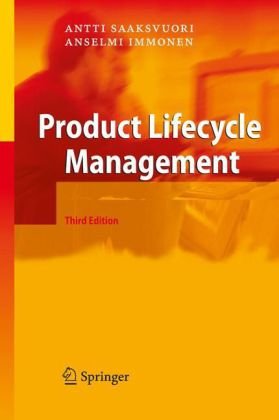 ANTTI SAAKSVUORI
ANSELMI IMMONEN
Product Lifecycle
Management
Third Edition
Springer